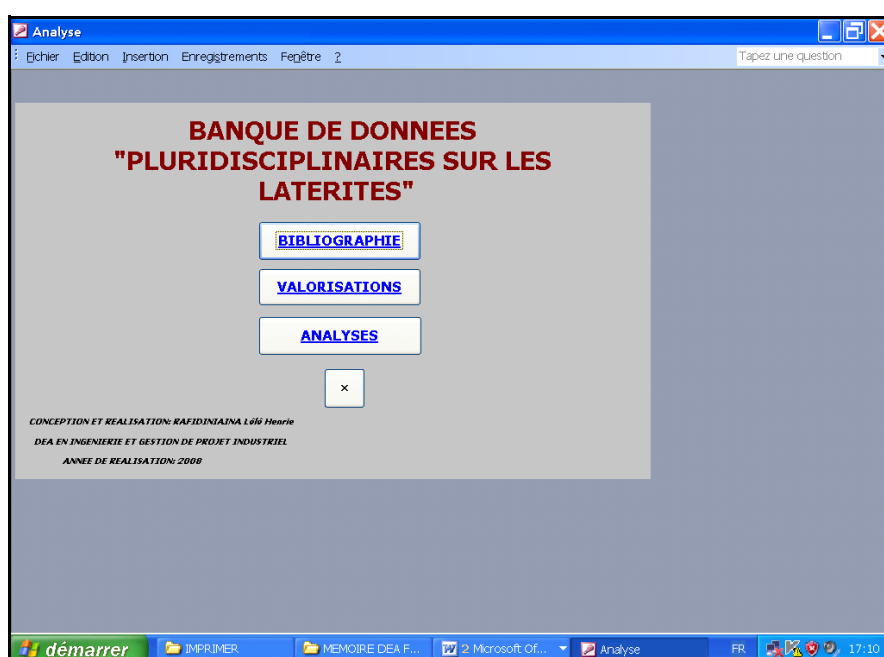 Analyse
Fichier Edition Insertion Enregistrements Fenêtre ?
Tapez une question
BANQUE DE DONNEES
"PLURIDISCIPLINAIRES SUR LES
LATERITES"
BIBLIOGRAPHIE
VALORISATIONS
ANALYSES
×
CONCEPTION ET REALISATION: RAFIDINIAINA Lôlô Henrie
DEA EN INGENIERIE ET GESTION DE PROJET INDUSTRIEL
ANNEE DE REALISATION: 2008
démarrer IMPRIMER MEMOIRE DEA F... 2 Microsoft Of... Analyse FR 17:10